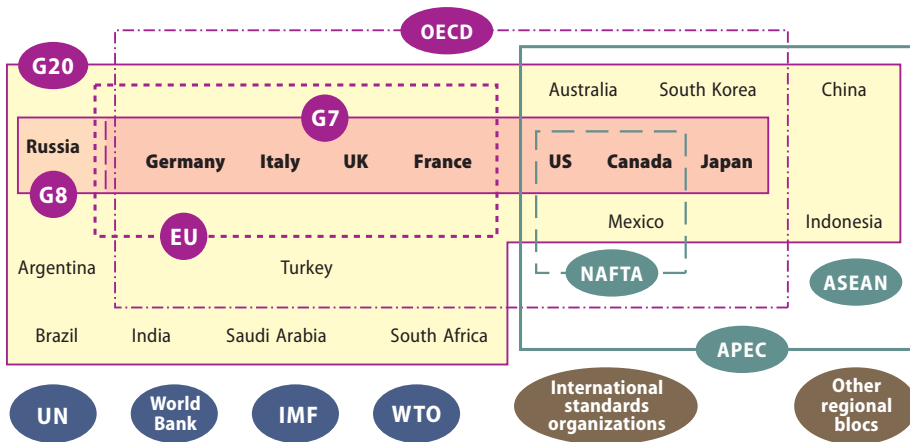 OECD
G20
Australia South Korea China
G7
Russia
Germany Italy UK France US Canada Japan
G8
Mexico Indonesia
EU
Argentina Turkey
NAFTA
ASEAN
Brazil India Saudi Arabia South Africa
APEC
UN
World
Bank
IMF
WTO
International
standards
organizations
Other
regional
blocs